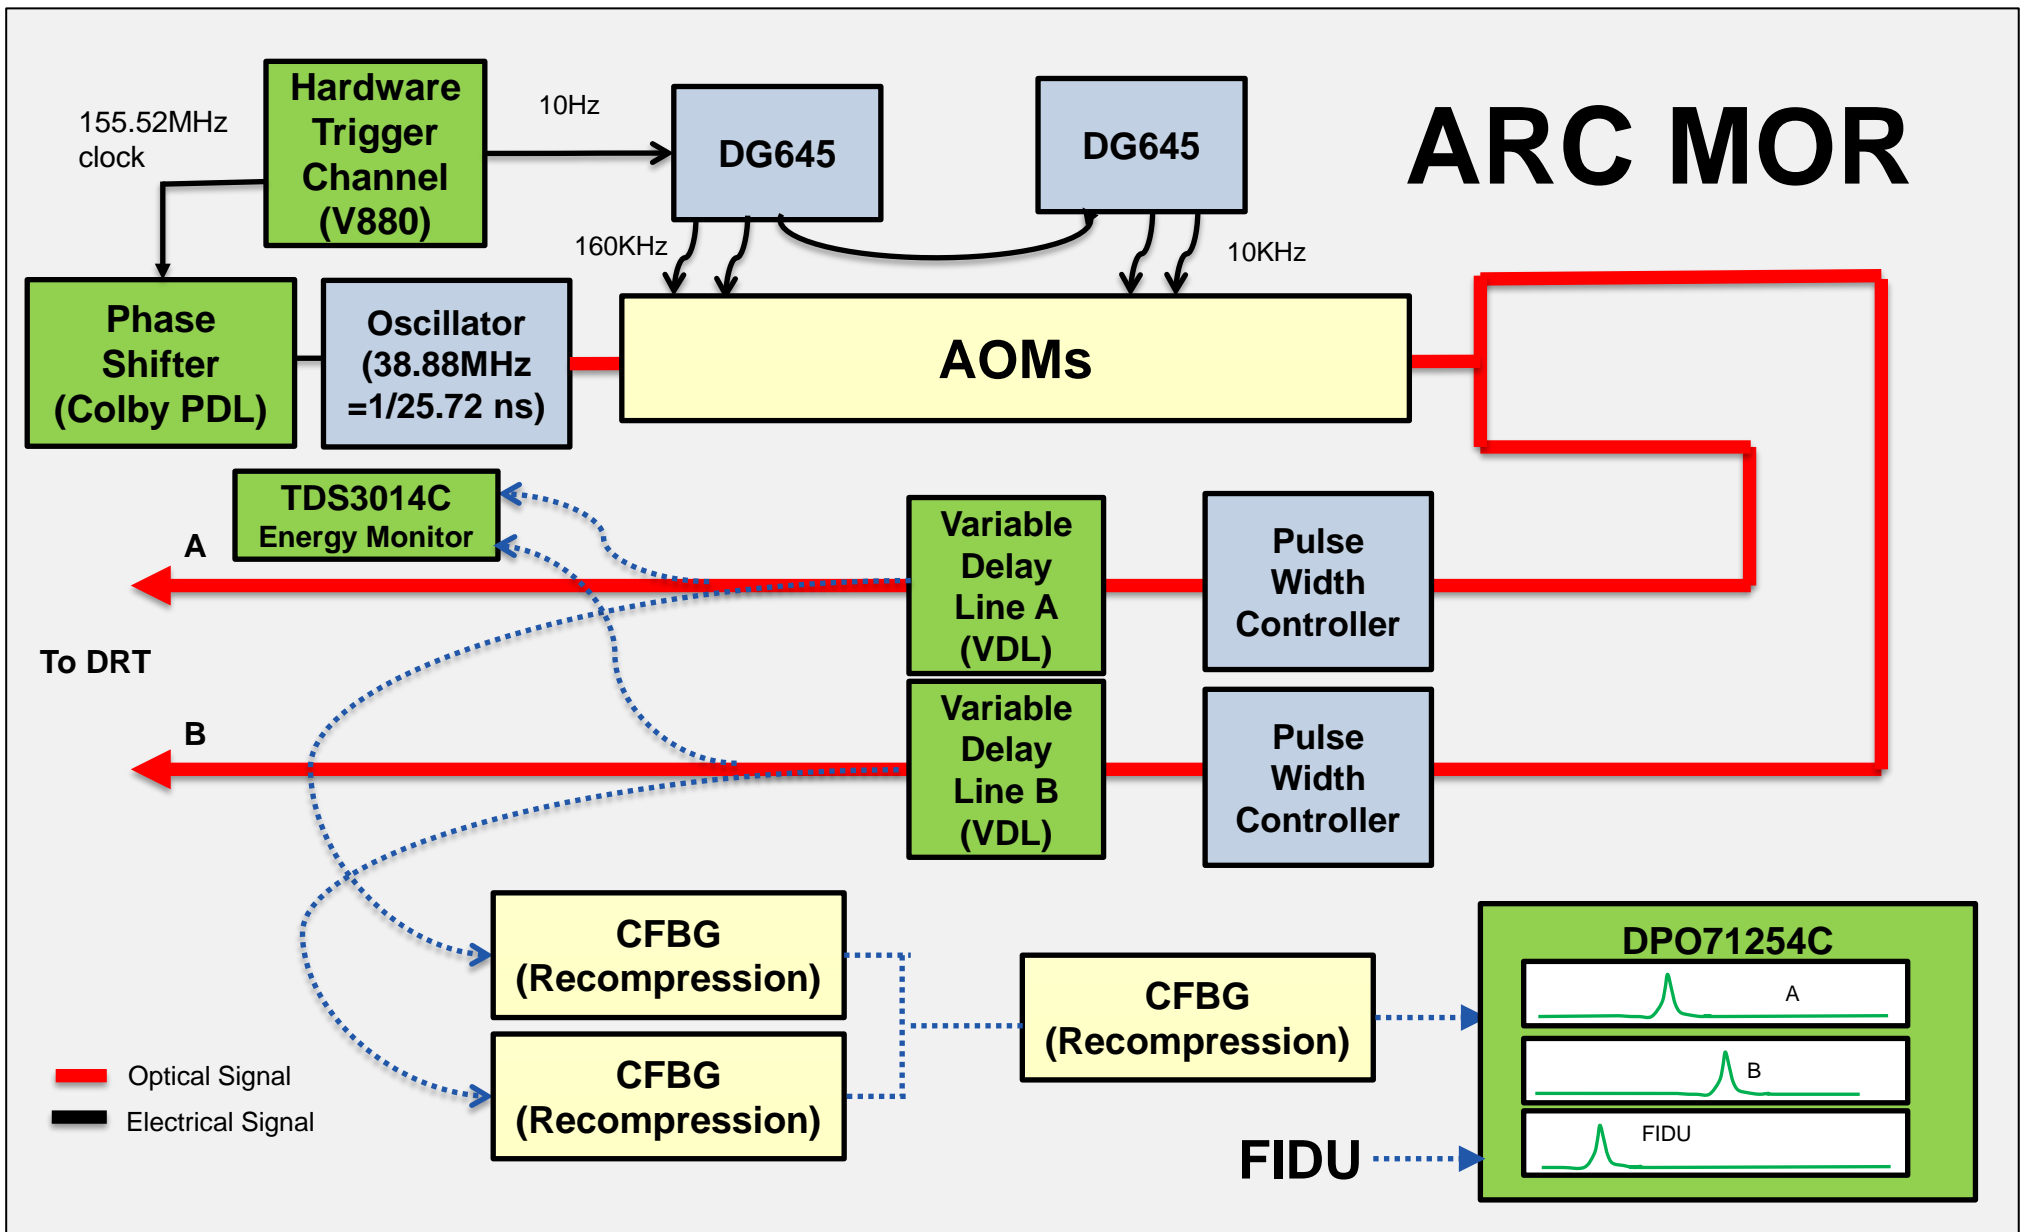 ARC MOR
155.52MHz
clock
Hardware
Trigger
Channel
(V880)
10Hz
DG645
DG645
160KHz
10KHz
Phase
Shifter
(Colby PDL)
Oscillator
(38.88MHz
=1/25.72 ns)
AOMs
TDS3014C
Energy Monitor
A
Variable
Delay
Line A
(VDL)
Pulse
Width
Controller
To DRT
B
Variable
Delay
Line B
(VDL)
Pulse
Width
Controller
CFBG
(Recompression)
CFBG
(Recompression)
CFBG
(Recompression)
DPO71254C
A
B
FIDU
FIDU
Optical Signal
Electrical Signal